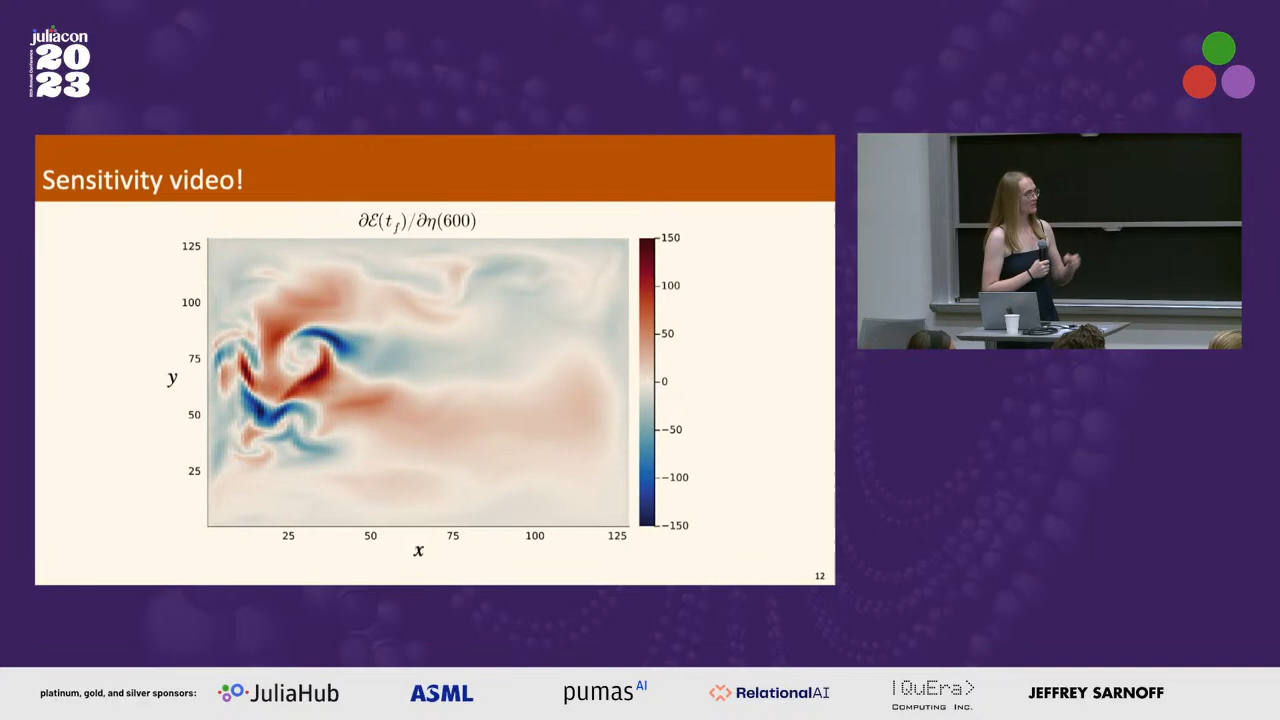 juliacon
20
23
Sensitivity video!
∂ℰ(t_f)/∂η(600)
125
100
75
50
25
y
25
50
75
100
125
x
150
100
50
0
−50
−100
−150
12
platinum, gold, and silver sponsors:
JuliaHub
ASML
pumasAI
RelationalAI
|QuEra>
COMPUTING INC.
JEFFREY SARNOFF